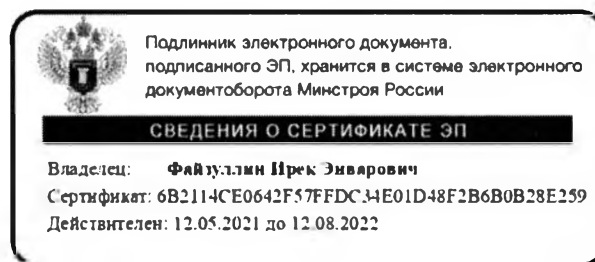 Подлинник электронного документа,
подписанного ЭП, хранится в системе электронного
документоборота Минстроя России
СВЕДЕНИЯ О СЕРТИФИКАТЕ ЭП
Владелец: Файзуллин Ирек Энварович
Сертификат: 6B2114CE0642F57FFDC34E01D48F2B6B0B28E259
Действителен: 12.05.2021 до 12.08.2022